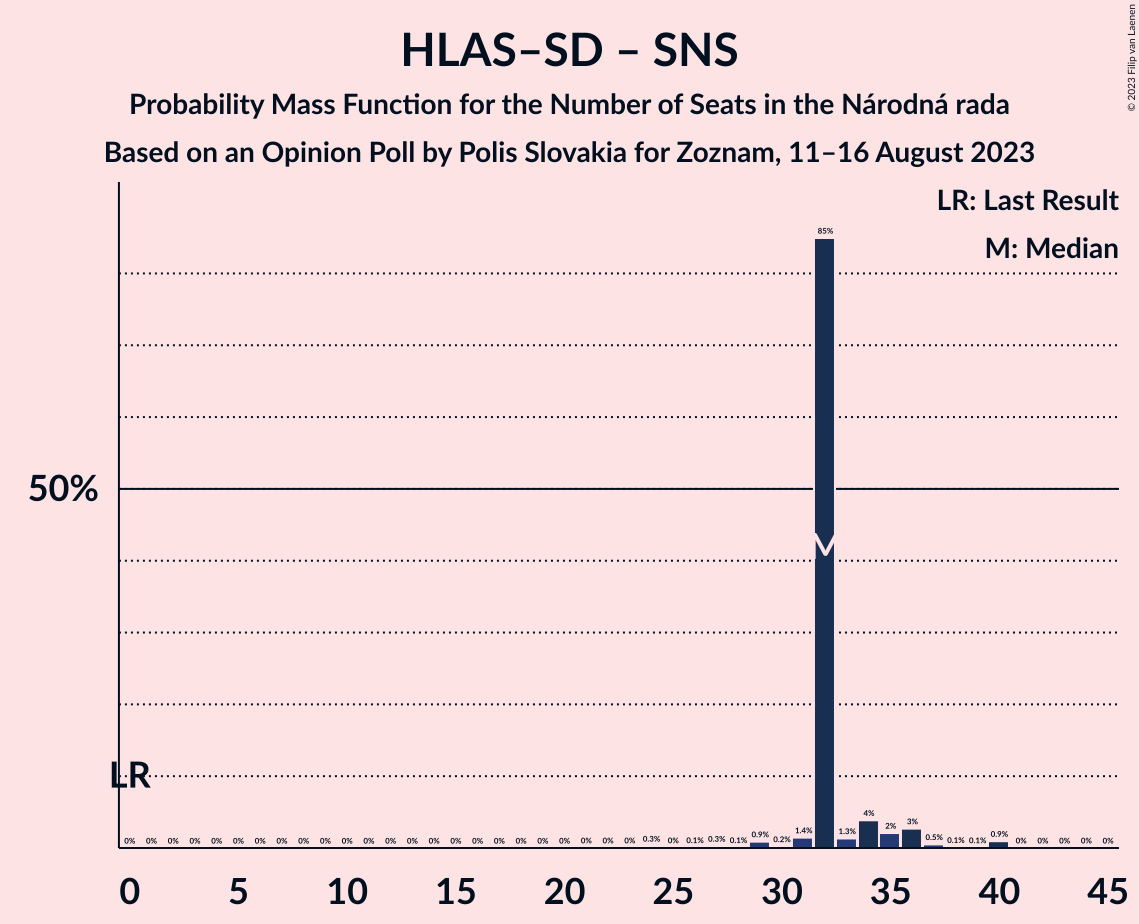 HLAS–SD – SNS
Probability Mass Function for the Number of Seats in the Národná rada
Based on an Opinion Poll by Polis Slovakia for Zoznam, 11–16 August 2023
© 2023 Filip van Laenen
LR: Last Result
M: Median
85%
50%
M
LR
0% 0% 0% 0% 0% 0% 0% 0% 0% 0% 0% 0% 0% 0% 0% 0% 0% 0% 0% 0% 0% 0% 0% 0% 0.3% 0% 0.1% 0.3% 0.1% 0.9% 0.2% 1.4% 1.3% 4% 2% 3% 0.5% 0.1% 0.1% 0.9% 0% 0% 0% 0% 0%
0 5 10 15 20 25 30 35 40 45